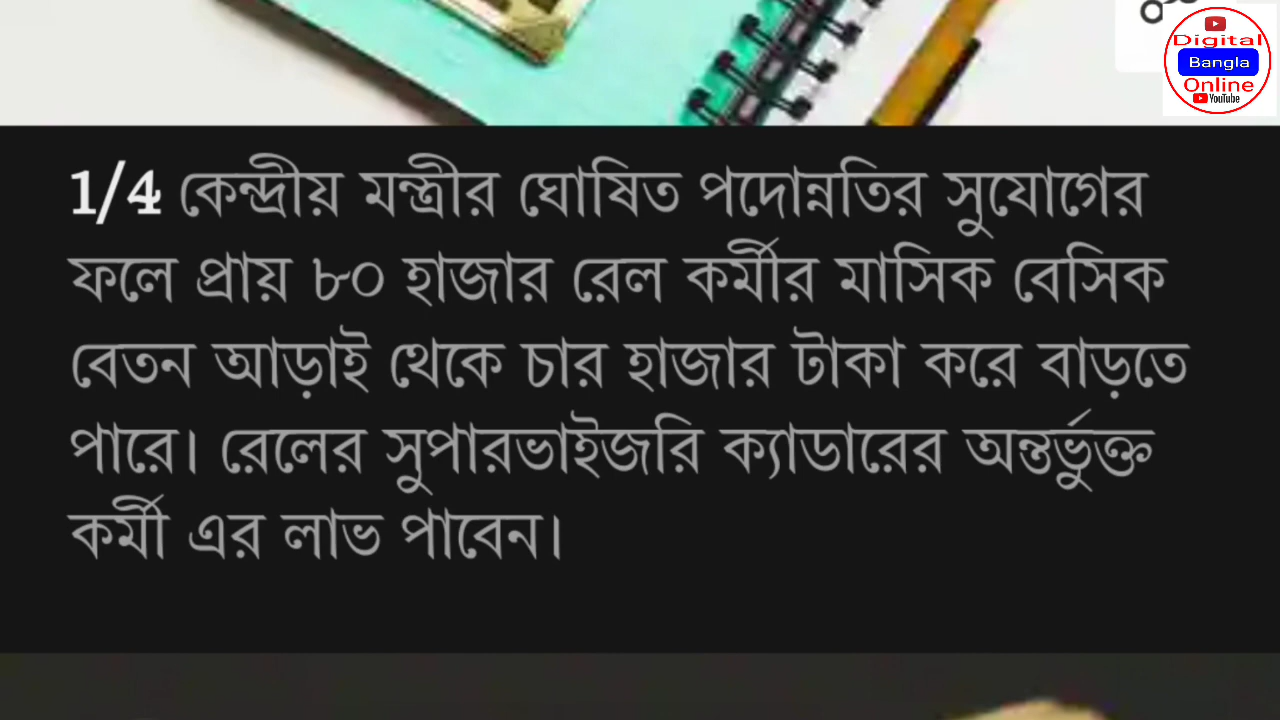 Digital
Bangla
Online
YouTube
1/4 কেন্দ্রীয় মন্ত্রীর ঘোষিত পদোন্নতির সুযোগের
ফলে প্রায় ৮০ হাজার রেল কর্মীর মাসিক বেসিক
বেতন আড়াই থেকে চার হাজার টাকা করে বাড়তে
পারে। রেলের সুপারভাইজরি ক্যাডারের অন্তর্ভুক্ত
কর্মী এর লাভ পাবেন।